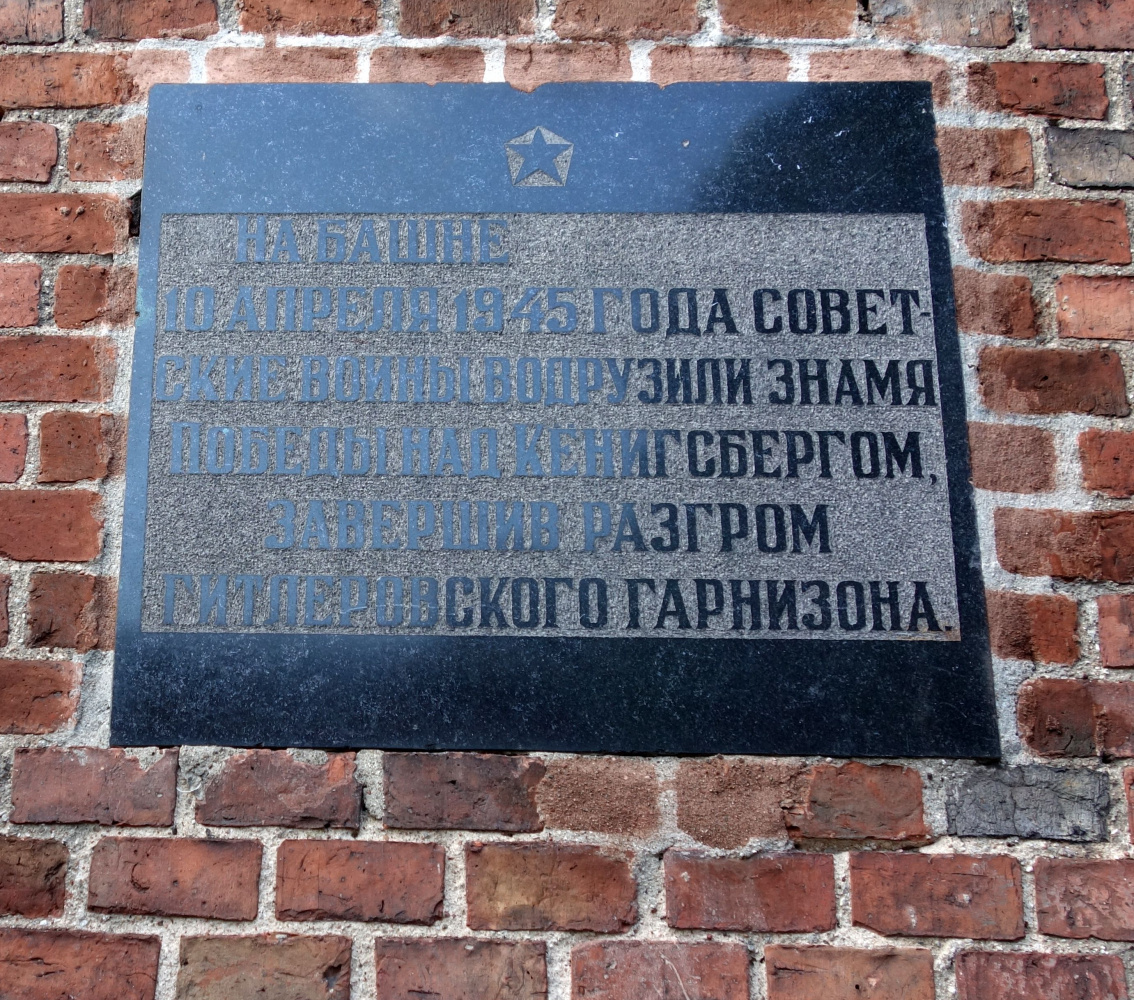 НА БАШНЕ
10 АПРЕЛЯ 1945 ГОДА СОВЕТ-
СКИЕ ВОИНЫ ВОДРУЗИЛИ ЗНАМЯ
ПОБЕДЫ НАД КЕНИГСБЕРГОМ,
ЗАВЕРШИВ РАЗГРОМ
ГИТЛЕРОВСКОГО ГАРНИЗОНА.